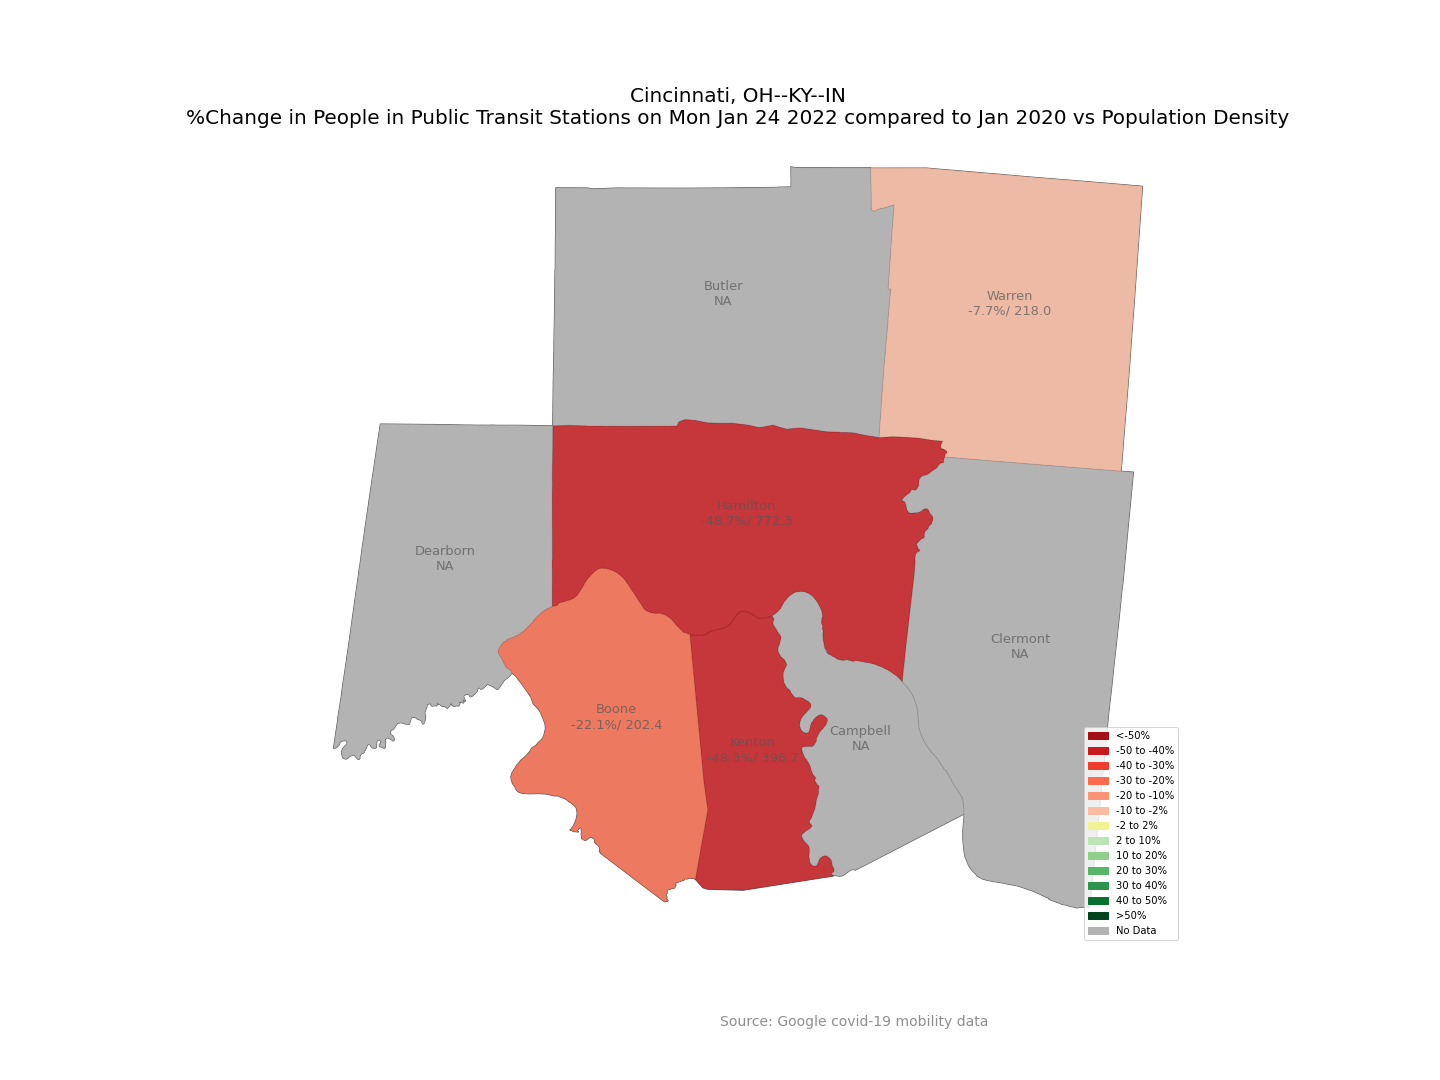 Cincinnati, OH--KY--IN
%Change in People in Public Transit Stations on Mon Jan 24 2022 compared to Jan 2020 vs Population Density
Butler
NA
Warren
-7.7%/ 218.0
Hamilton
-48.7%/ 772.3
Dearborn
NA
Clermont
NA
Boone
-22.1%/ 202.4
Kenton
-48.3%/ 396.7
Campbell
NA
<-50%
-50 to -40%
-40 to -30%
-30 to -20%
-20 to -10%
-10 to -2%
-2 to 2%
2 to 10%
10 to 20%
20 to 30%
30 to 40%
40 to 50%
>50%
No Data
Source: Google covid-19 mobility data